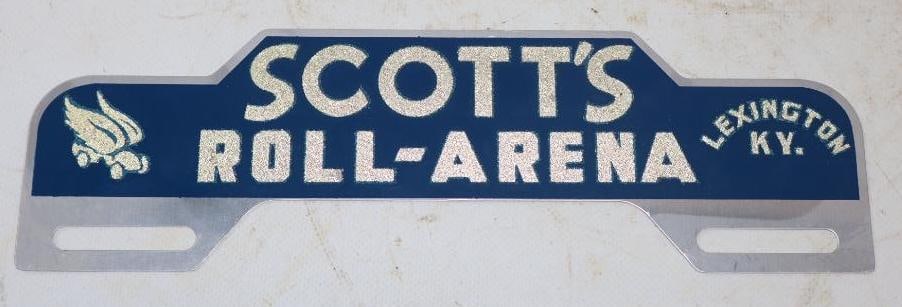 SCOTT'S
ROLL-ARENA
LEXINGTON
KY.